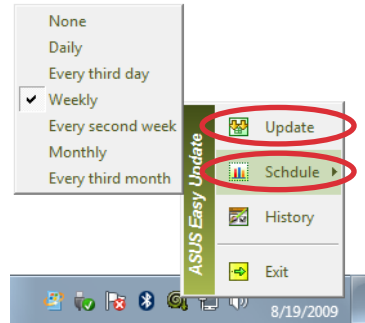 None
Daily
Every third day
Weekly
Every second week
Monthly
Every third month
ASUS Easy Update
Update
Schdule
History
Exit
8/19/2009